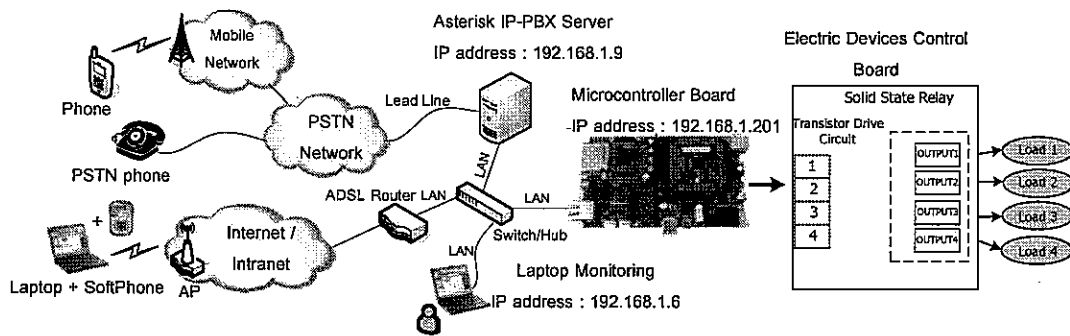 Asterisk IP-PBX Server
IP address : 192.168.1.9
Mobile
Network
Phone
PSTN phone
PSTN
Network
Lead Line
LAN
Microcontroller Board
IP address : 192.168.1.201
Electric Devices Control
Board
Solid State Relay
Transistor Drive
Circuit
1
2
3
4
OUTPUT1
OUTPUT2
OUTPUT3
OUTPUT4
Load 1
Load 2
Load 3
Load 4
ADSL Router
LAN
LAN
Switch/Hub
LAN
+
Internet /
Intranet
AP
Laptop + SoftPhone
Laptop Monitoring
IP address : 192.168.1.6